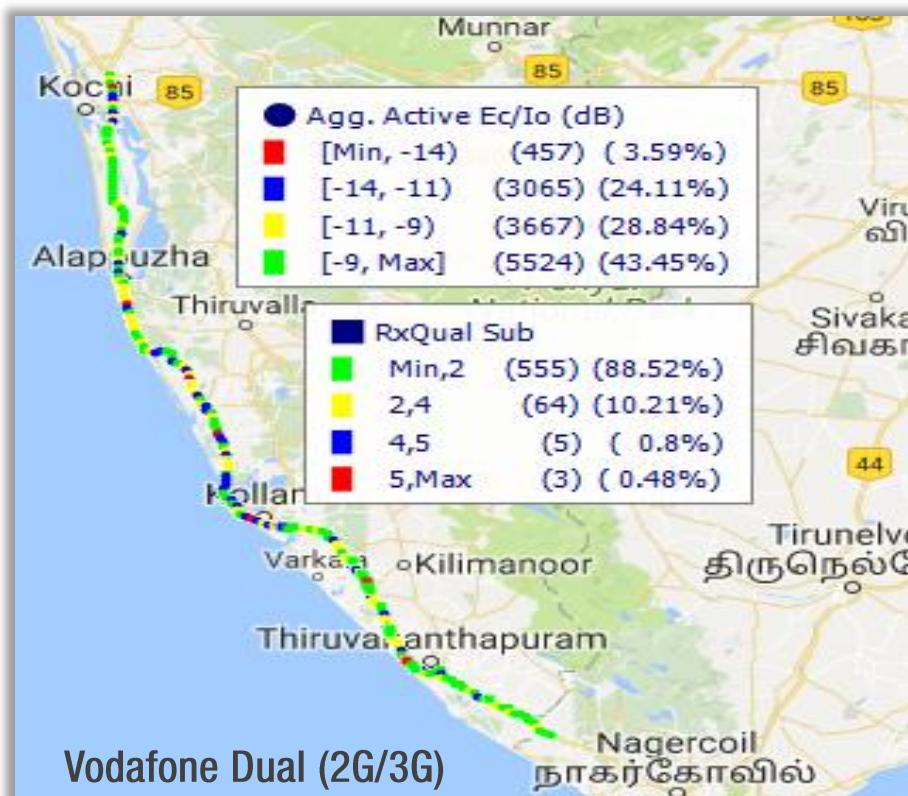 Munnar
Kochi
85
85
85
Agg. Active Ec/Io (dB)
[Min, -14) (457) ( 3.59%)
[-14, -11) (3065) (24.11%)
[-11, -9) (3667) (28.84%)
[-9, Max] (5524) (43.45%)
Alappuzha
Thiruvalla
RxQual Sub
Min,2 (555) (88.52%)
2,4 (64) (10.21%)
4,5 (5) ( 0.8%)
5,Max (3) ( 0.48%)
44
Kollam
Varkala
Kilimanoor
Thiruvananthapuram
Nagercoil
நாகர்கோவில்
Vodafone Dual (2G/3G)